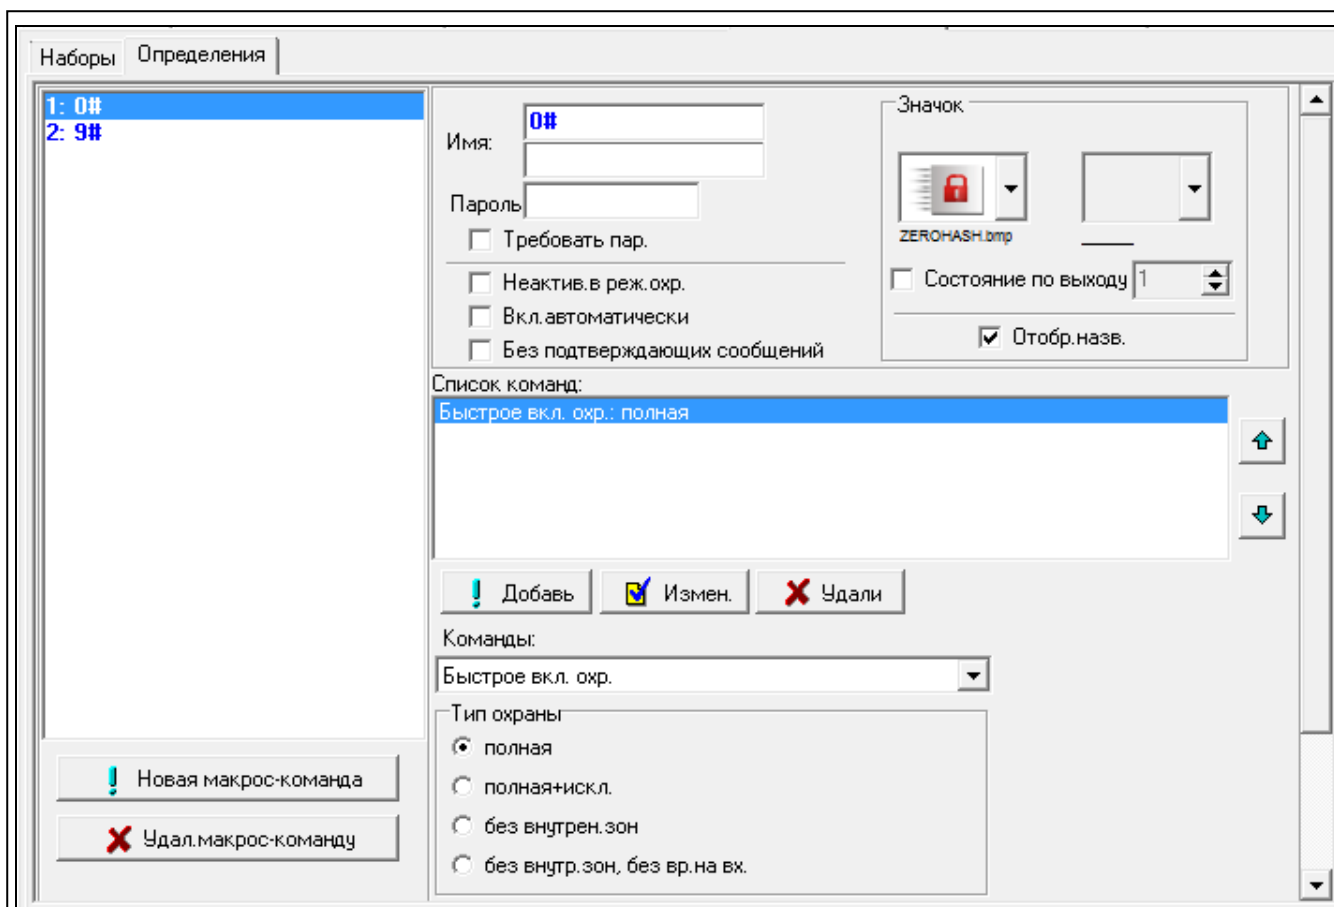 Наборы
Определения
1: 0#
2: 9#
Новая макрос-команда
Удал.макрос-команду
Имя:
0#
Пароль
Требовать пар.
Неактив.в реж.охр.
Вкл.автоматически
Без подтверждающих сообщений
Значок
ZEROHASH.bmp
Состояние по выходу 1
Отобр.назв.
Список команд:
Быстрое вкл. охр.: полная
Добавь
Измен.
Удали
Команды:
Быстрое вкл. охр.
Тип охраны
полная
полная+искл.
без внутрен.зон
без внутр.зон, без вр.на вх.